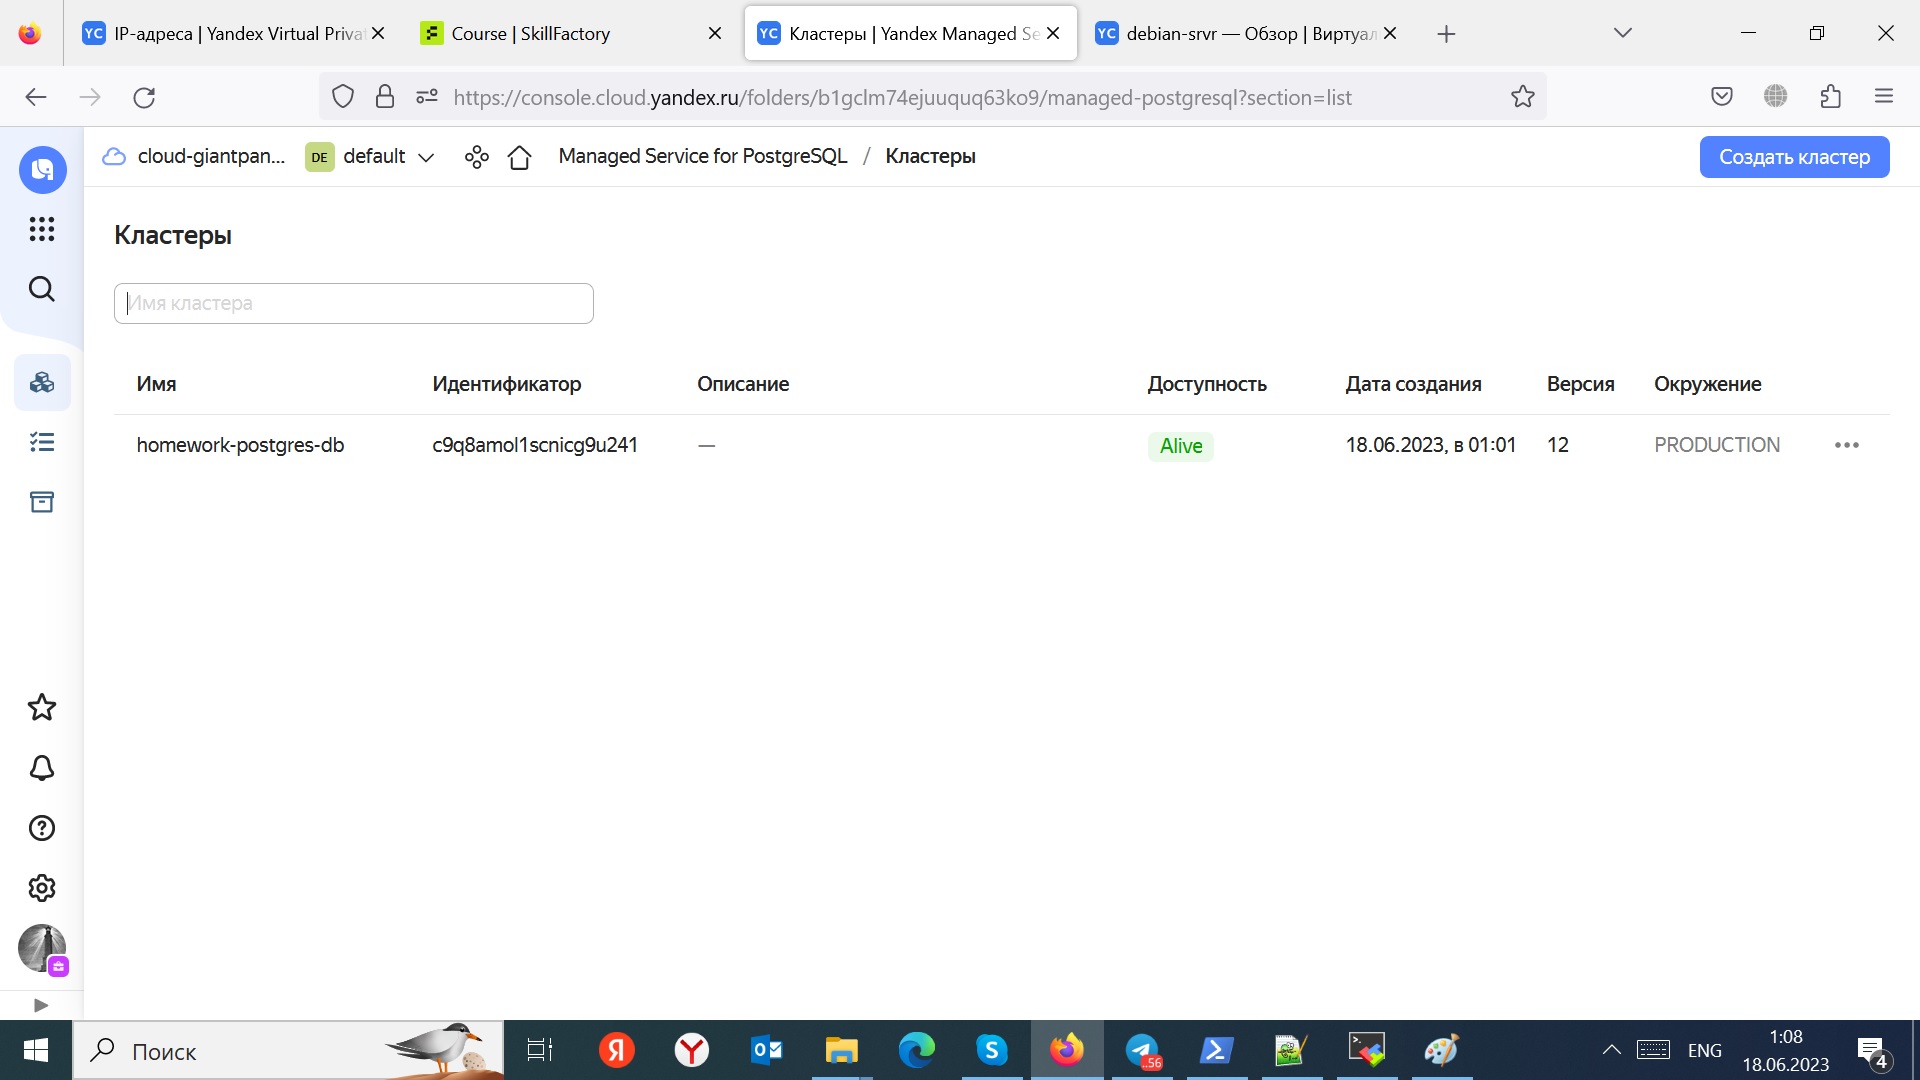 YC IP-адреса | Yandex Virtual Priva
Course | SkillFactory
YC Кластеры | Yandex Managed Se
YC debian-srvr — Обзор | Виртуал
https://console.cloud.yandex.ru/folders/b1gclm74ejuuquq63ko9/managed-postgresql?section=list
cloud-giantpan...
DE default
Managed Service for PostgreSQL / Кластеры
Создать кластер
Кластеры
Имя кластера
Имя Идентификатор Описание Доступность Дата создания Версия Окружение
homework-postgres-db c9q8amol1scnicg9u241 — Alive 18.06.2023, в 01:01 12 PRODUCTION
Поиск
56
ENG
1:08
18.06.2023
4